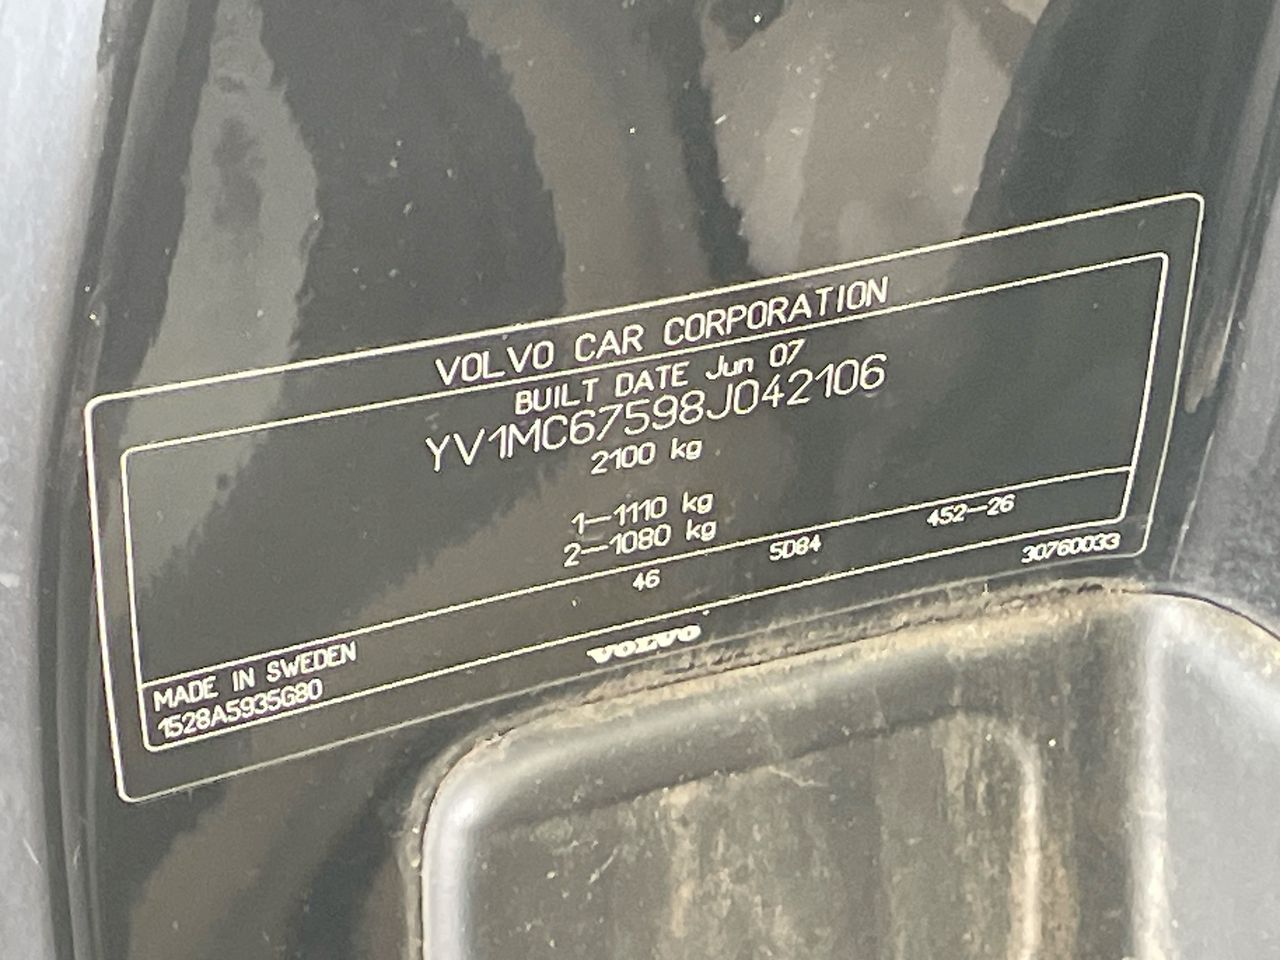 VOLVO CAR CORPORATION
BUILT DATE Jun 07
YV1MC67598J042106
2100 kg
1—1110 kg
2—1080 kg
46 5D84 452—26
MADE IN SWEDEN
1528A5935G80
VOLVO
30760033